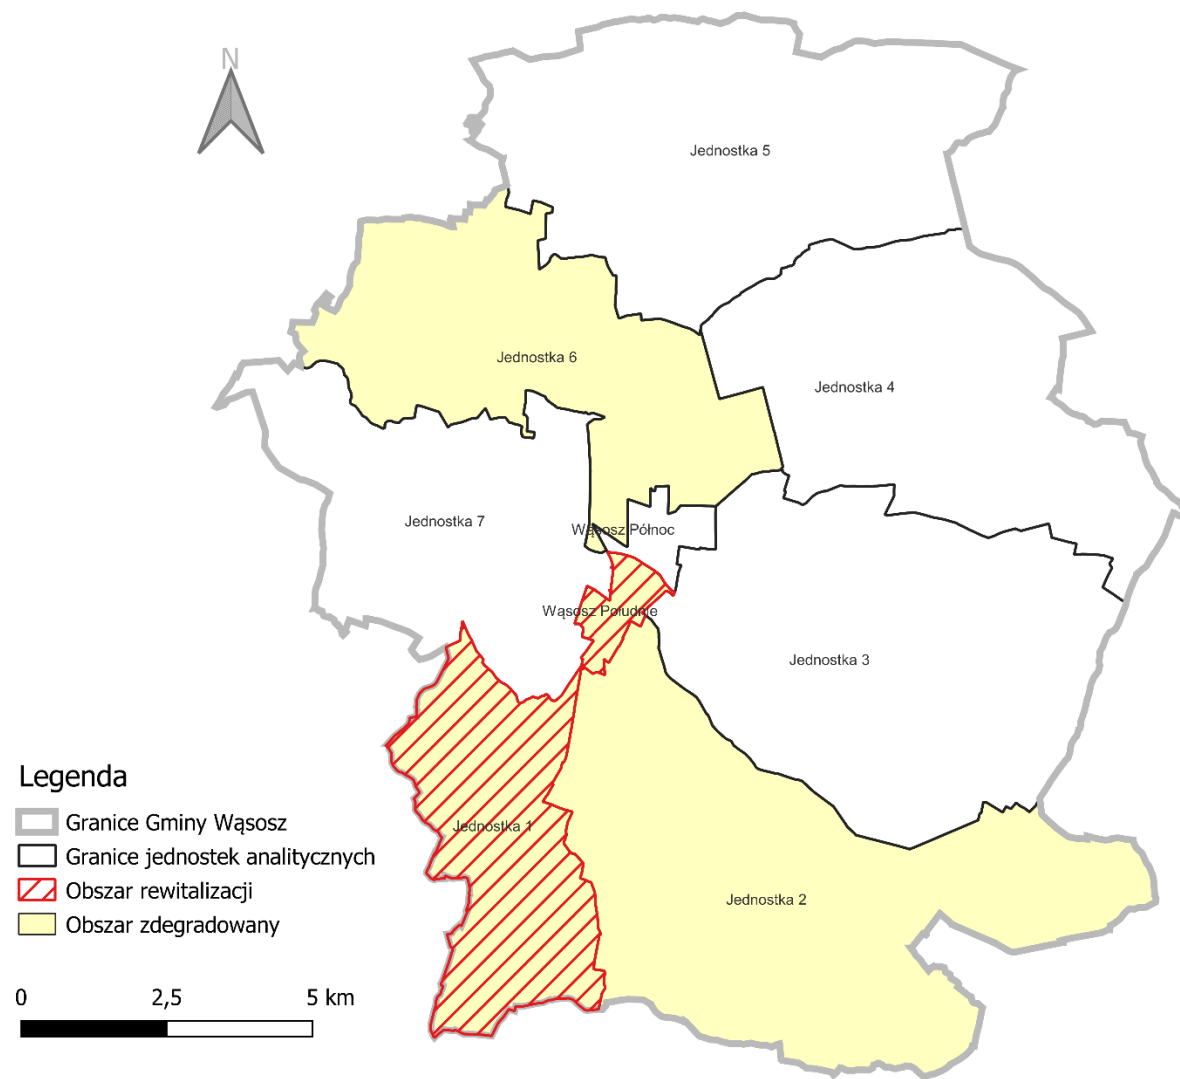 N
Jednostka 5
Jednostka 6
Jednostka 4
Jednostka 7
Wąsosz Północ
Wąsosz Południe
Jednostka 3
Jednostka 1
Jednostka 2
Legenda
Granice Gminy Wąsosz
Granice jednostek analitycznych
Obszar rewitalizacji
Obszar zdegradowany
0 2,5 5 km